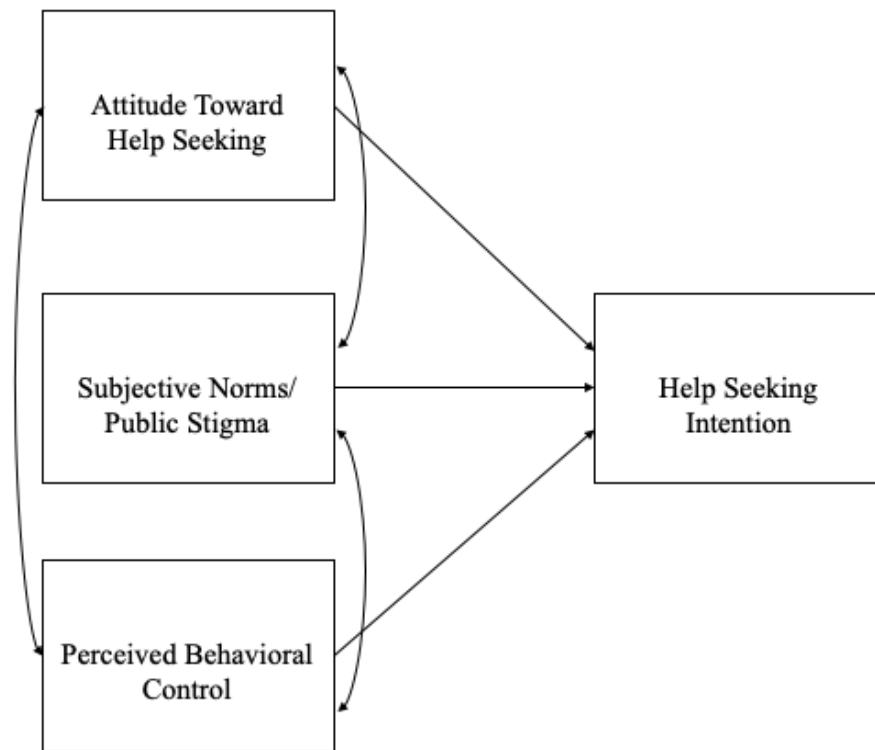 Attitude Toward
Help Seeking
Subjective Norms/
Public Stigma
Help Seeking
Intention
Perceived Behavioral
Control